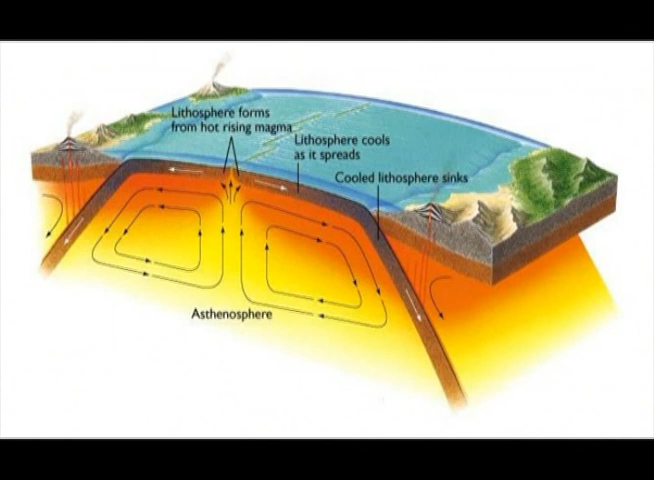 Lithosphere forms
from hot rising magma
Lithosphere cools
as it spreads
Cooled lithosphere sinks
Asthenosphere